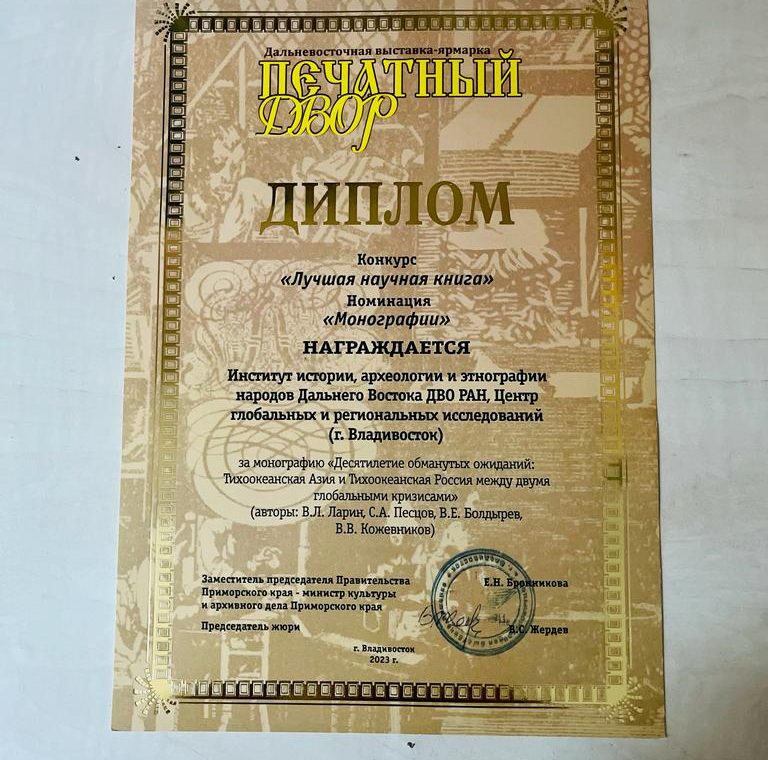 Дальневосточная выставка-ярмарка
ПЕЧАТНЫЙ
ДВОР
ДИПЛОМ
Конкурс
«Лучшая научная книга»
Номинация
«Монографии»
НАГРАЖДАЕТСЯ
Институт истории, археологии и этнографии
народов Дальнего Востока ДВО РАН, Центр
глобальных и региональных исследований
(г. Владивосток)
за монографию «Десятилетие обманутых ожиданий:
Тихоокеанская Азия и Тихоокеанская Россия между двумя
глобальными кризисами»
(авторы: В.Л. Ларин, С.А. Песцов, В.Е. Болдырев,
В.В. Кожевников)
Заместитель председателя Правительства
Приморского края - министр культуры
и архивного дела Приморского края
Е.Н. Бронникова
Председатель жюри
В.С. Жердев
г. Владивосток
2023 г.